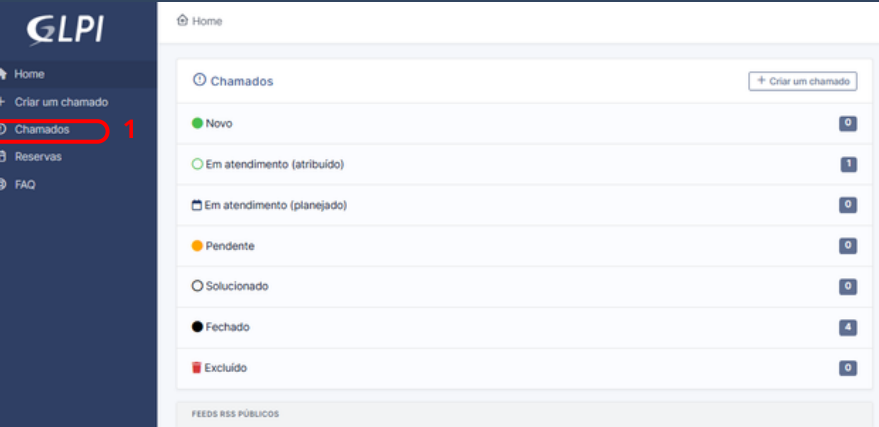 GLPI
Home
Criar um chamado
Chamados 1
Reservas
FAQ
Home
Chamados
+ Criar um chamado
Novo 0
Em atendimento (atribuído) 1
Em atendimento (planejado) 0
Pendente 0
Solucionado 0
Fechado 4
Excluído 0
FEEDS RSS PÚBLICOS